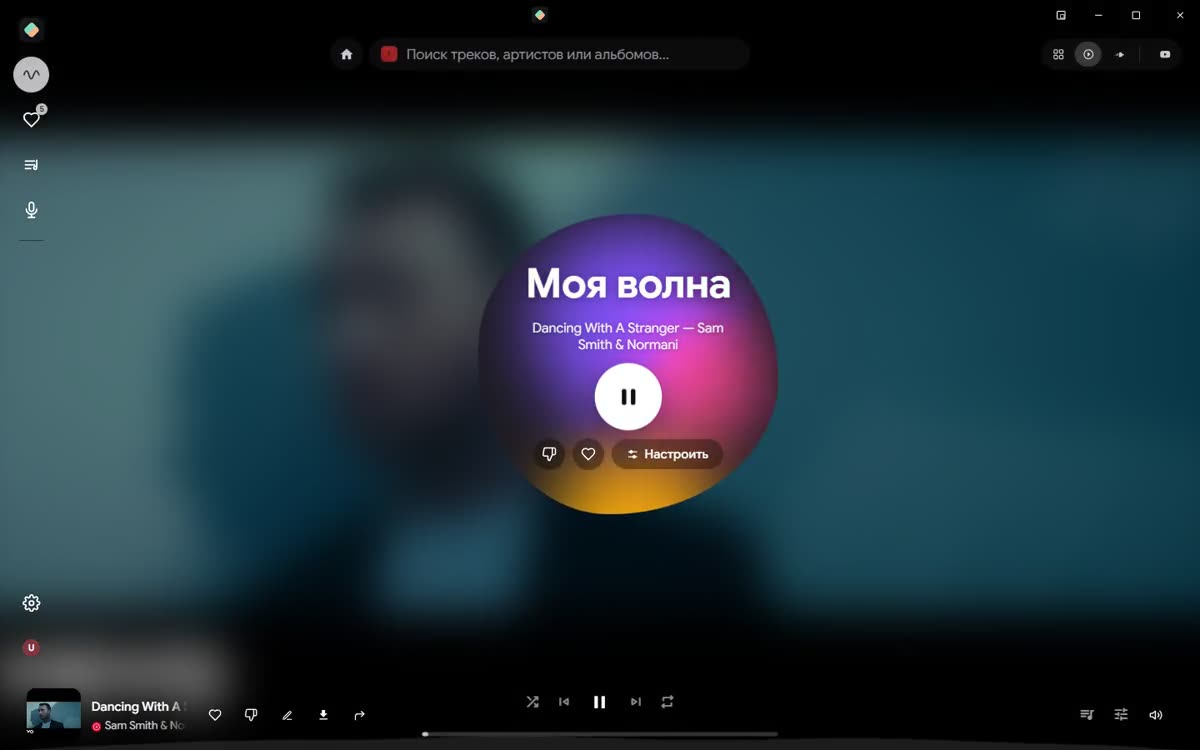 Поиск треков, артистов или альбомов...
5
Моя волна
Dancing With A Stranger — Sam
Smith & Normani
Настроить
U
Dancing With A
Sam Smith & No